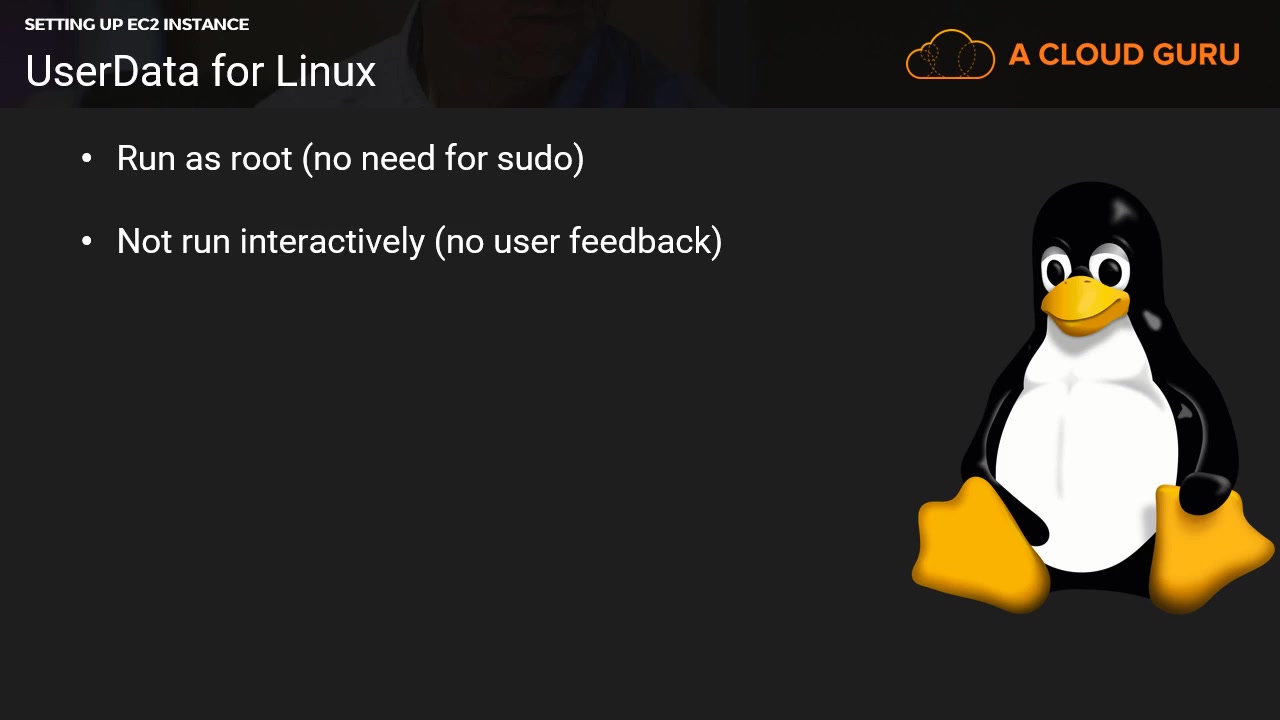 SETTING UP EC2 INSTANCE
UserData for Linux
A CLOUD GURU
• Run as root (no need for sudo)
• Not run interactively (no user feedback)